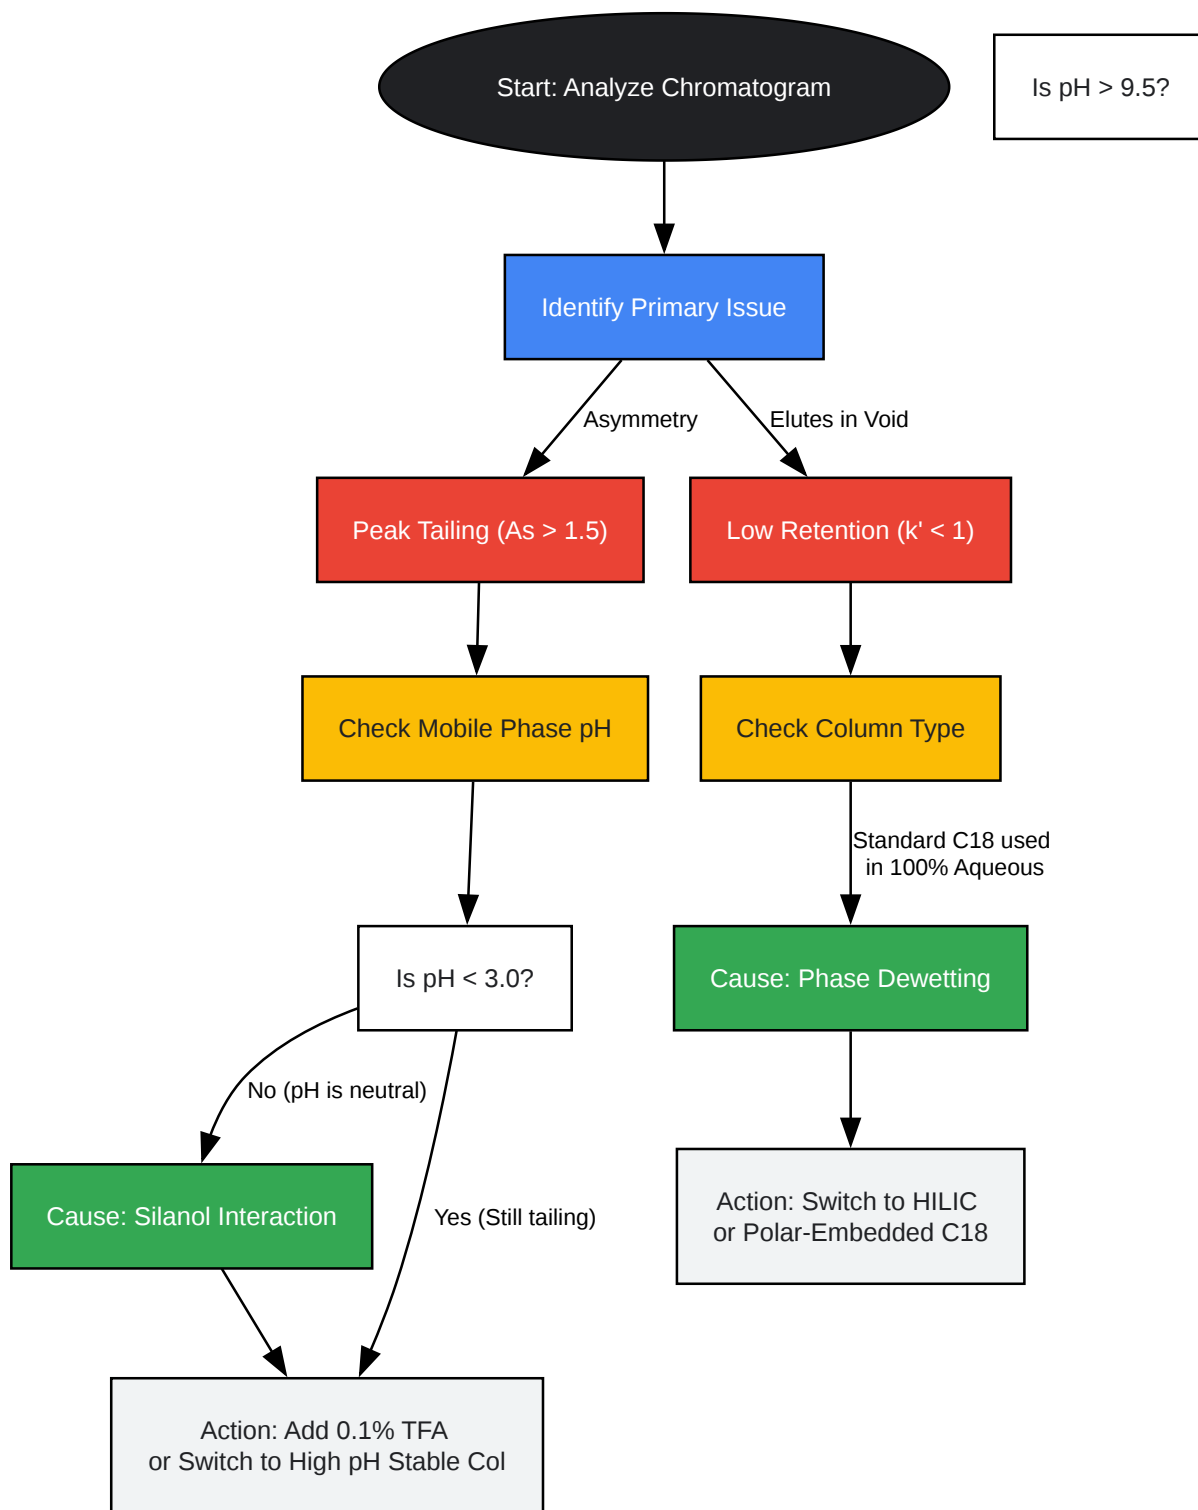 Start: Analyze Chromatogram
Is pH > 9.5?
Identify Primary Issue
Asymmetry
Elutes in Void
Peak Tailing (As > 1.5)
Low Retention (k' < 1)
Check Mobile Phase pH
Check Column Type
Standard C18 used
in 100% Aqueous
Is pH < 3.0?
Cause: Phase Dewetting
No (pH is neutral)
Cause: Silanol Interaction
Yes (Still tailing)
Action: Switch to HILIC
or Polar-Embedded C18
Action: Add 0.1% TFA
or Switch to High pH Stable Col